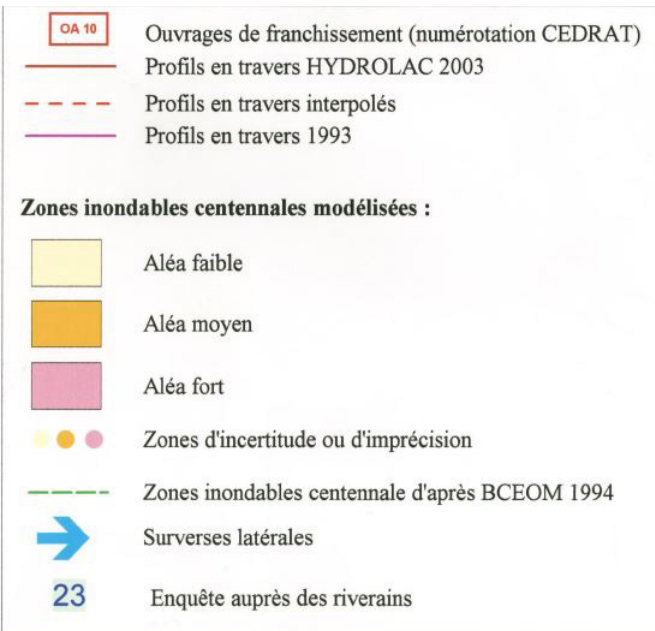 OA 10 Ouvrages de franchissement (numérotation CEDRAT)
Profils en travers HYDROLAC 2003
Profils en travers interpolés
Profils en travers 1993
Zones inondables centennales modélisées :
Aléa faible
Aléa moyen
Aléa fort
Zones d'incertitude ou d'imprécision
Zones inondables centennale d'après BCEOM 1994
Surverses latérales
23 Enquête auprès des riverains